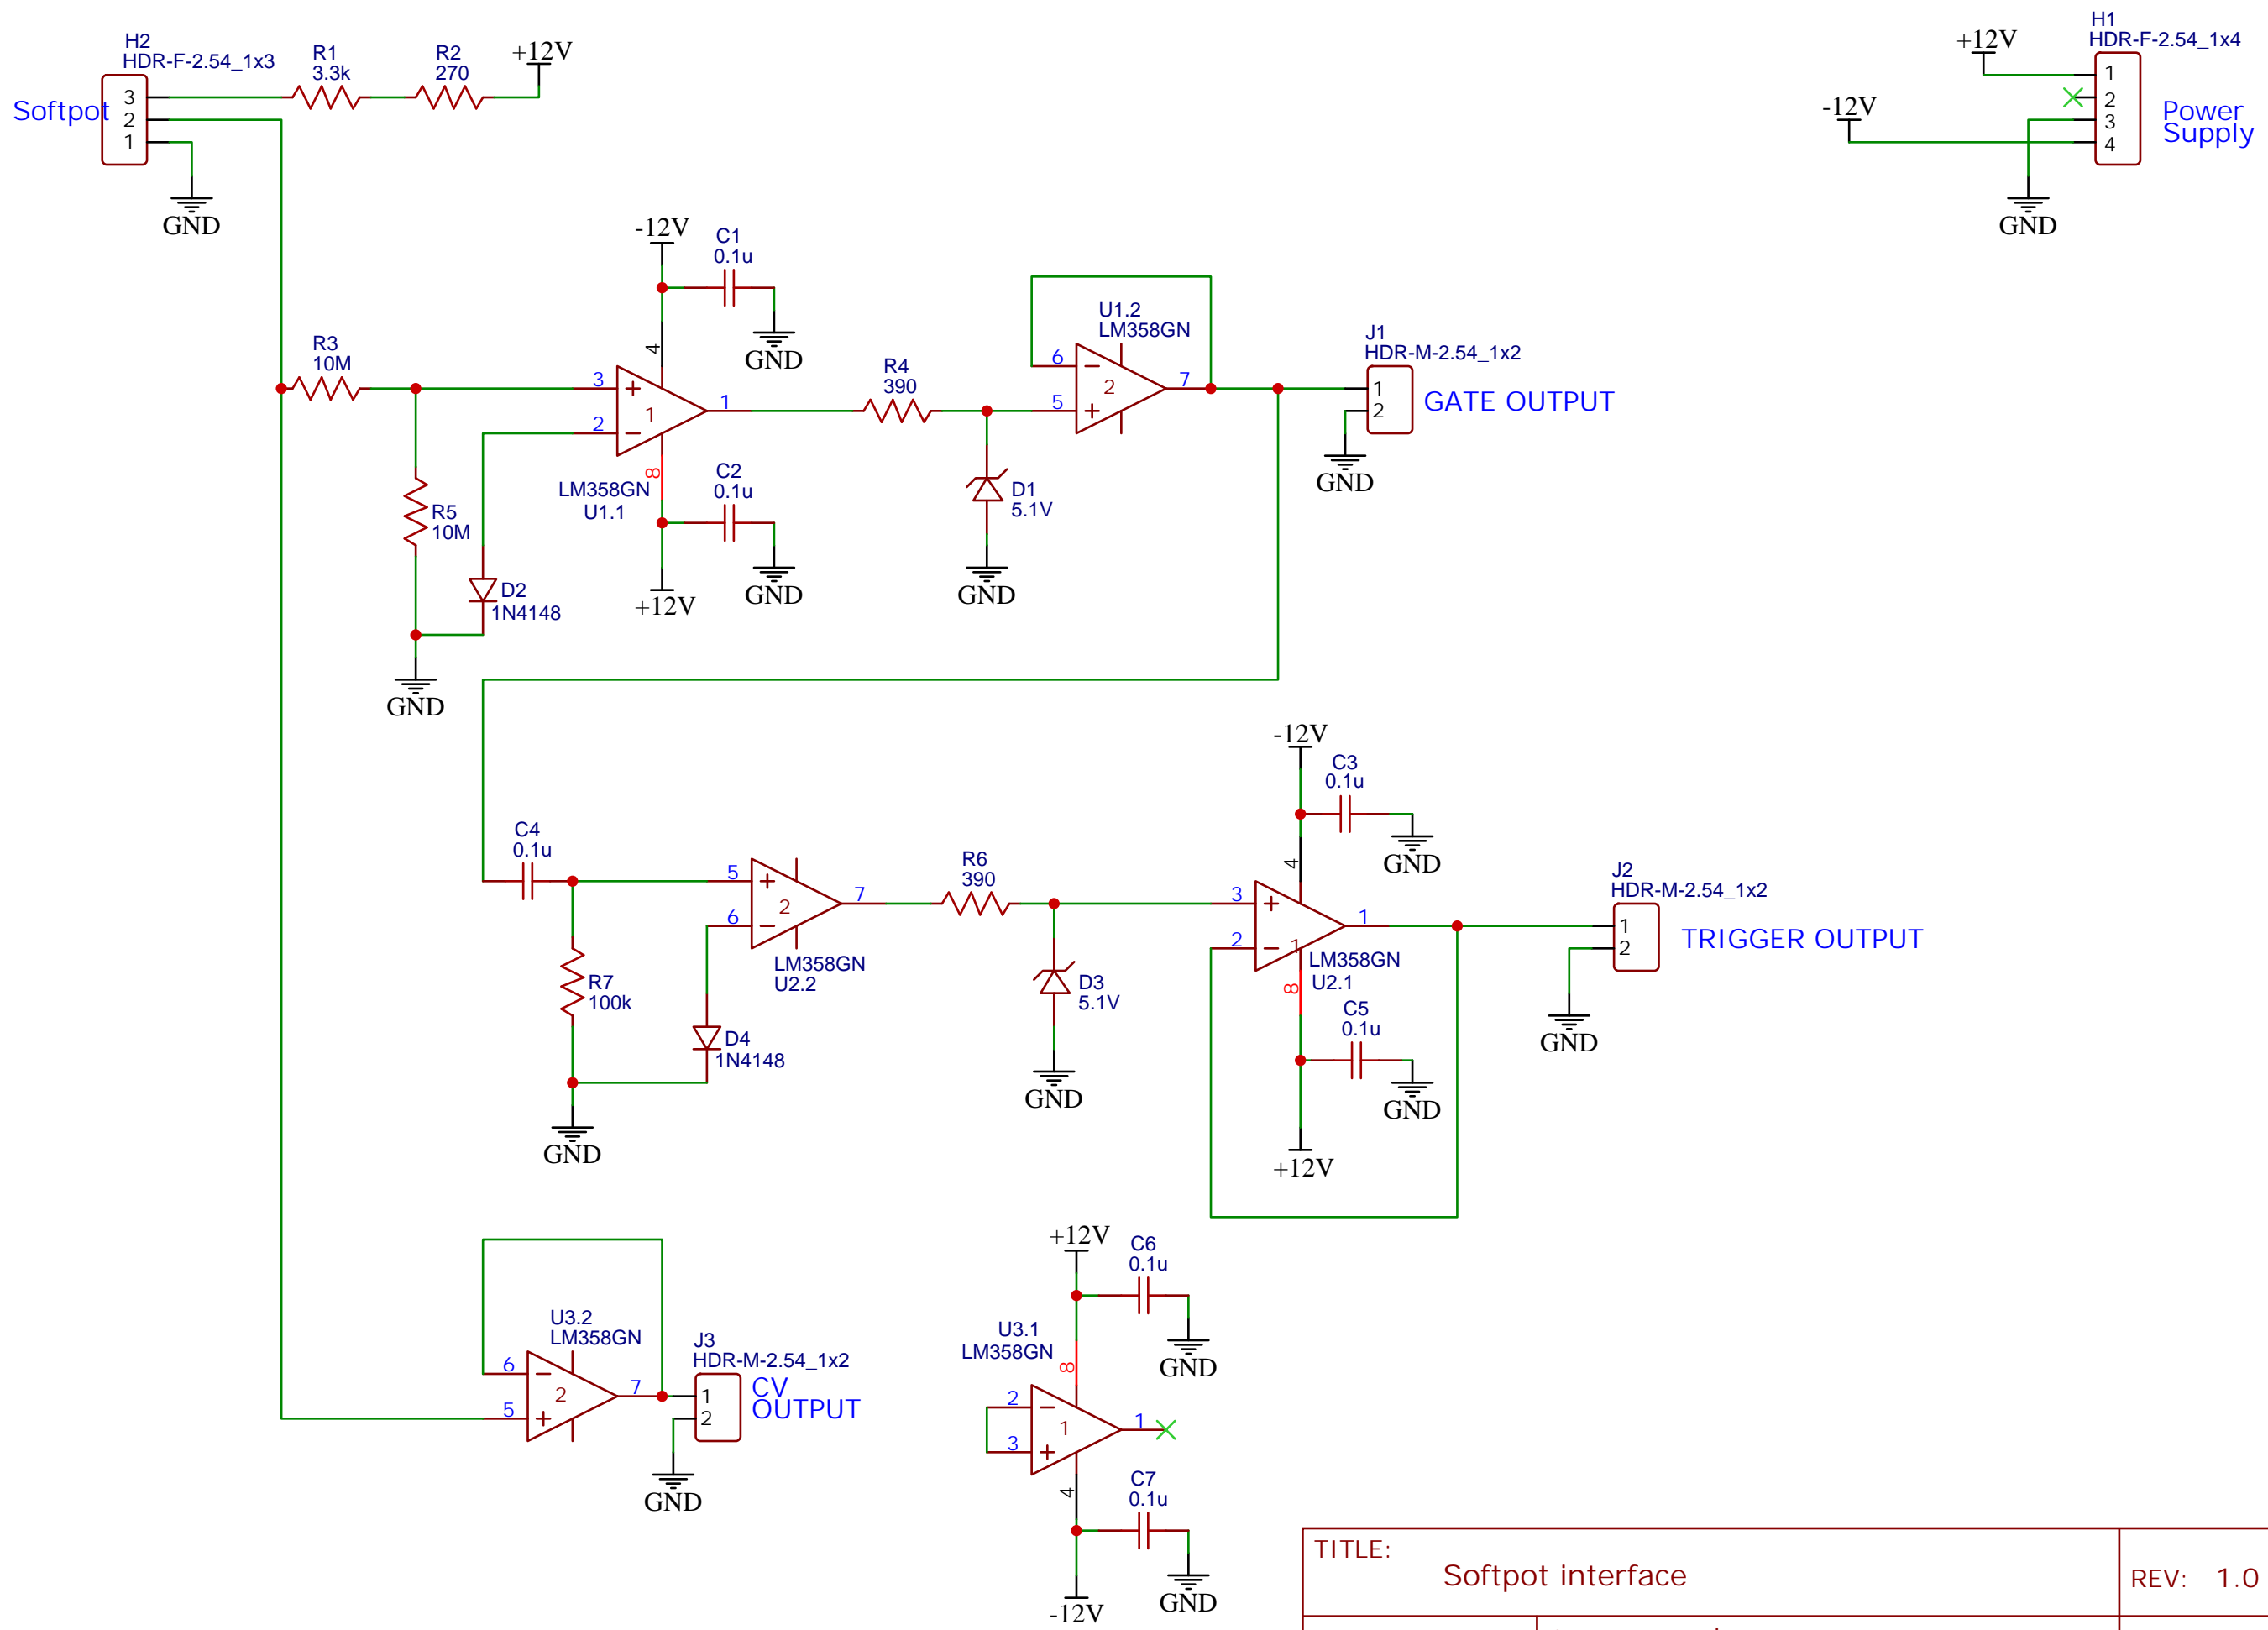 H2
HDR-F-2.54_1x3
Softpot
3
2
1
R1
3.3k
R2
270
+12V
GND
H1
HDR-F-2.54_1x4
+12V
-12V
1
2
3
4
Power
Supply
GND
-12V
C1
0.1u
GND
R3
10M
4
3
2
1
1
8
LM358GN
U1.1
C2
0.1u
GND
+12V
R5
10M
D2
1N4148
GND
R4
390
D1
5.1V
GND
U1.2
LM358GN
6
5
2
7
J1
HDR-M-2.54_1x2
1
2
GATE OUTPUT
GND
C4
0.1u
R7
100k
GND
5
6
2
7
LM358GN
U2.2
D4
1N4148
R6
390
D3
5.1V
GND
-12V
C3
0.1u
GND
4
3
2
1
1
8
LM358GN
U2.1
C5
0.1u
GND
+12V
J2
HDR-M-2.54_1x2
1
2
TRIGGER OUTPUT
GND
U3.2
LM358GN
6
5
2
7
J3
HDR-M-2.54_1x2
1
2
CV
OUTPUT
GND
+12V
C6
0.1u
GND
U3.1
LM358GN
8
2
3
1
1
4
C7
0.1u
GND
-12V
TITLE:
Softpot interface
REV: 1.0